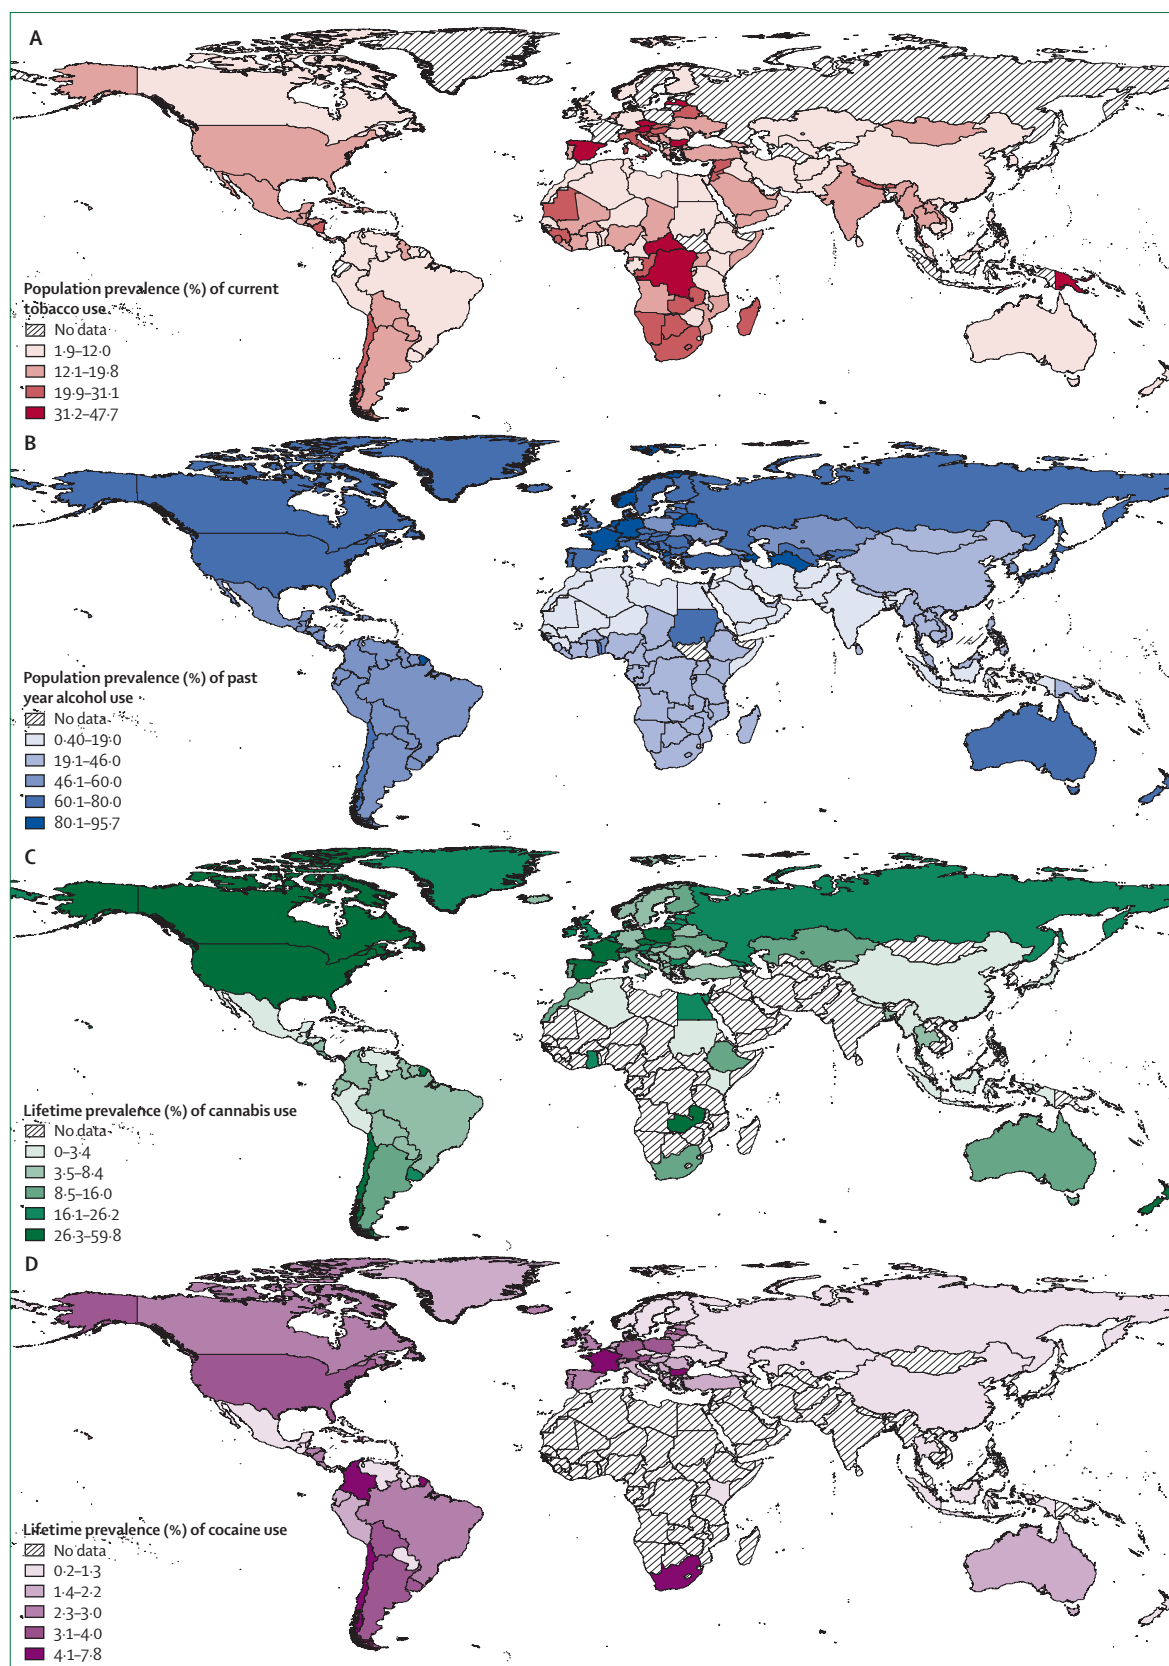 A
Population prevalence (%) of current
tobacco use
No data
1·9–12·0
12·1–19·8
19·9–31·1
31·2–47·7
B
Population prevalence (%) of past
year alcohol use
No data
0·40–19·0
19·1–46·0
46·1–60·0
60·1–80·0
80·1–95·7
C
Lifetime prevalence (%) of cannabis use
No data
0–3·4
3·5–8·4
8·5–16·0
16·1–26·2
26·3–59·8
D
Lifetime prevalence (%) of cocaine use
No data
0·2–1·3
1·4–2·2
2·3–3·0
3·1–4·0
4·1–7·8